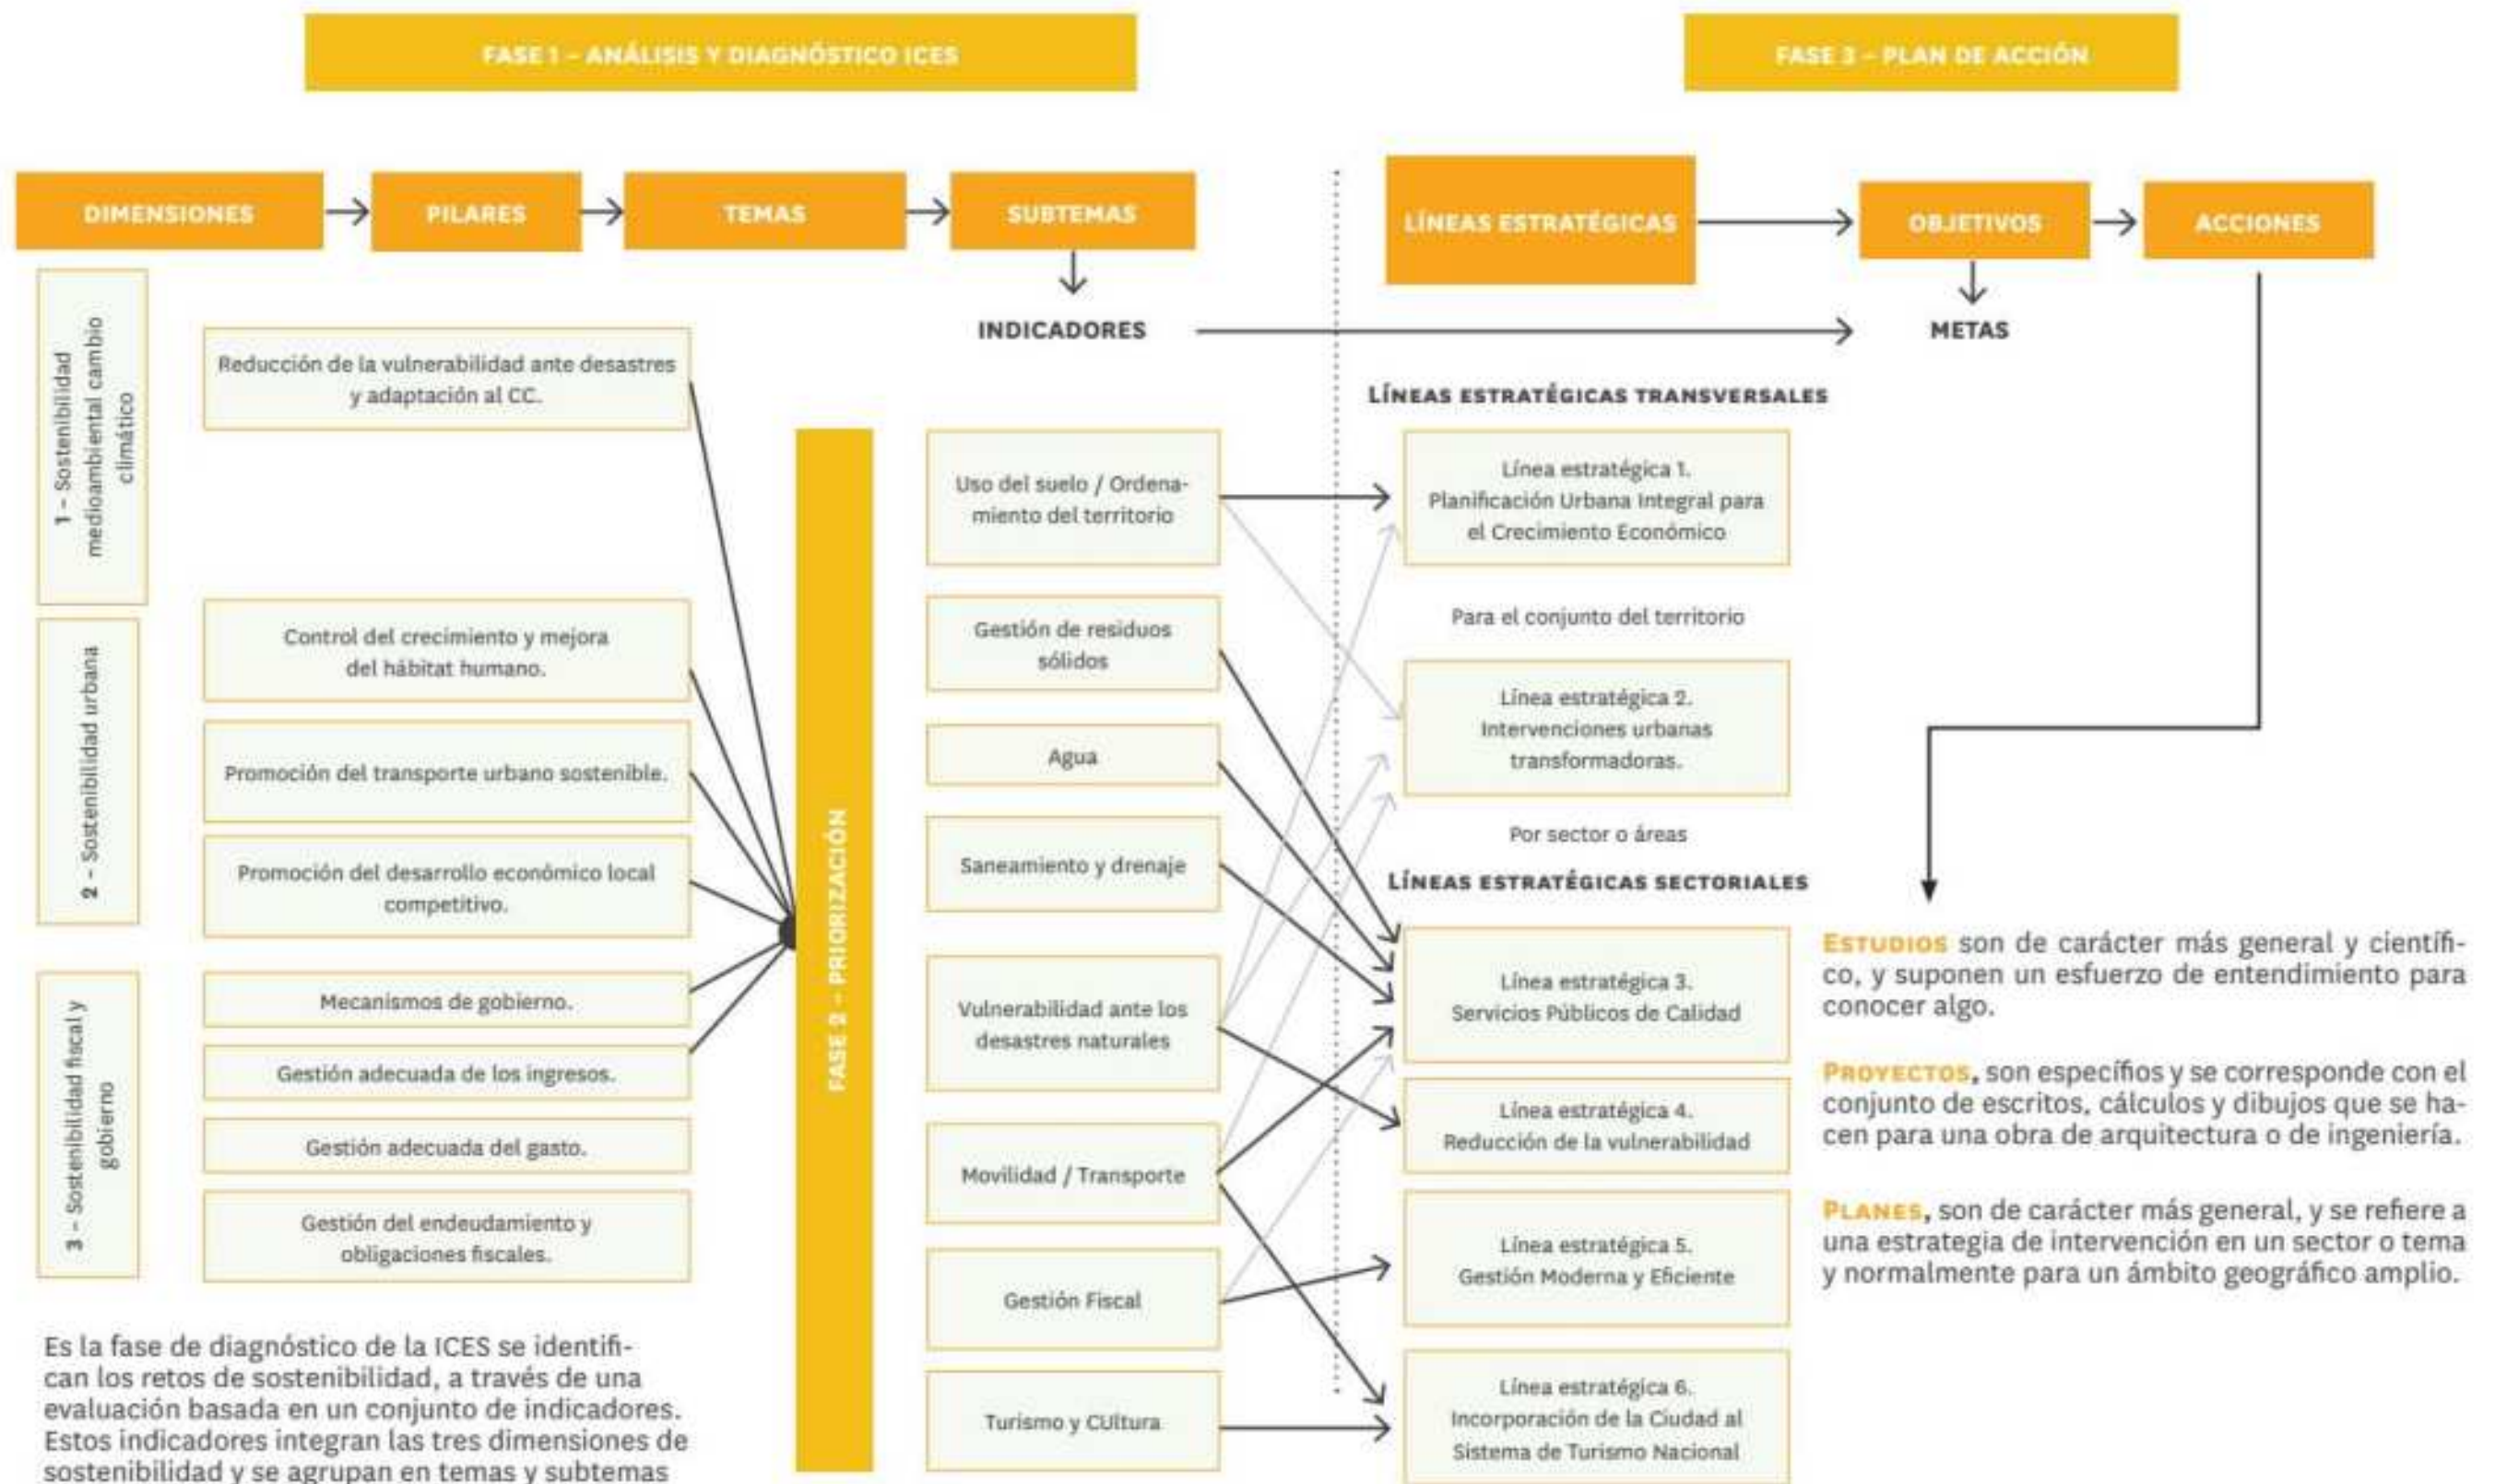 FASE 1 – ANÁLISIS Y DIAGNÓSTICO ICES
FASE 3 – PLAN DE ACCIÓN
DIMENSIONES
PILARES
TEMAS
SUBTEMAS
LÍNEAS ESTRATÉGICAS
OBJETIVOS
ACCIONES
INDICADORES
METAS
1 – Sostenibilidad
medioambiental cambio
climático
2 – Sostenibilidad urbana
3 – Sostenibilidad fiscal y
gobierno
Reducción de la vulnerabilidad ante desastres
y adaptación al CC.
Control del crecimiento y mejora
del hábitat humano.
Promoción del transporte urbano sostenible.
Promoción del desarrollo económico local
competitivo.
Mecanismos de gobierno.
Gestión adecuada de los ingresos.
Gestión adecuada del gasto.
Gestión del endeudamiento y
obligaciones fiscales.
Es la fase de diagnóstico de la ICES se identifi-
can los retos de sostenibilidad, a través de una
evaluación basada en un conjunto de indicadores.
Estos indicadores integran las tres dimensiones de
sostenibilidad y se agrupan en temas y subtemas
FASE 2 – PRIORIZACIÓN
Uso del suelo / Ordena-
miento del territorio
Gestión de residuos
sólidos
Agua
Saneamiento y drenaje
Vulnerabilidad ante los
desastres naturales
Movilidad / Transporte
Gestión Fiscal
Turismo y CUltura
LÍNEAS ESTRATÉGICAS TRANSVERSALES
Línea estratégica 1.
Planificación Urbana Integral para
el Crecimiento Económico
Para el conjunto del territorio
Línea estratégica 2.
Intervenciones urbanas
transformadoras.
Por sector o áreas
LÍNEAS ESTRATÉGICAS SECTORIALES
Línea estratégica 3.
Servicios Públicos de Calidad
Línea estratégica 4.
Reducción de la vulnerabilidad
Línea estratégica 5.
Gestión Moderna y Eficiente
Línea estratégica 6.
Incorporación de la Ciudad al
Sistema de Turismo Nacional
ESTUDIOS son de carácter más general y científi-
co, y suponen un esfuerzo de entendimiento para
conocer algo.
PROYECTOS, son específios y se corresponde con el
conjunto de escritos, cálculos y dibujos que se ha-
cen para una obra de arquitectura o de ingeniería.
PLANES, son de carácter más general, y se refiere a
una estrategia de intervención en un sector o tema
y normalmente para un ámbito geográfico amplio.